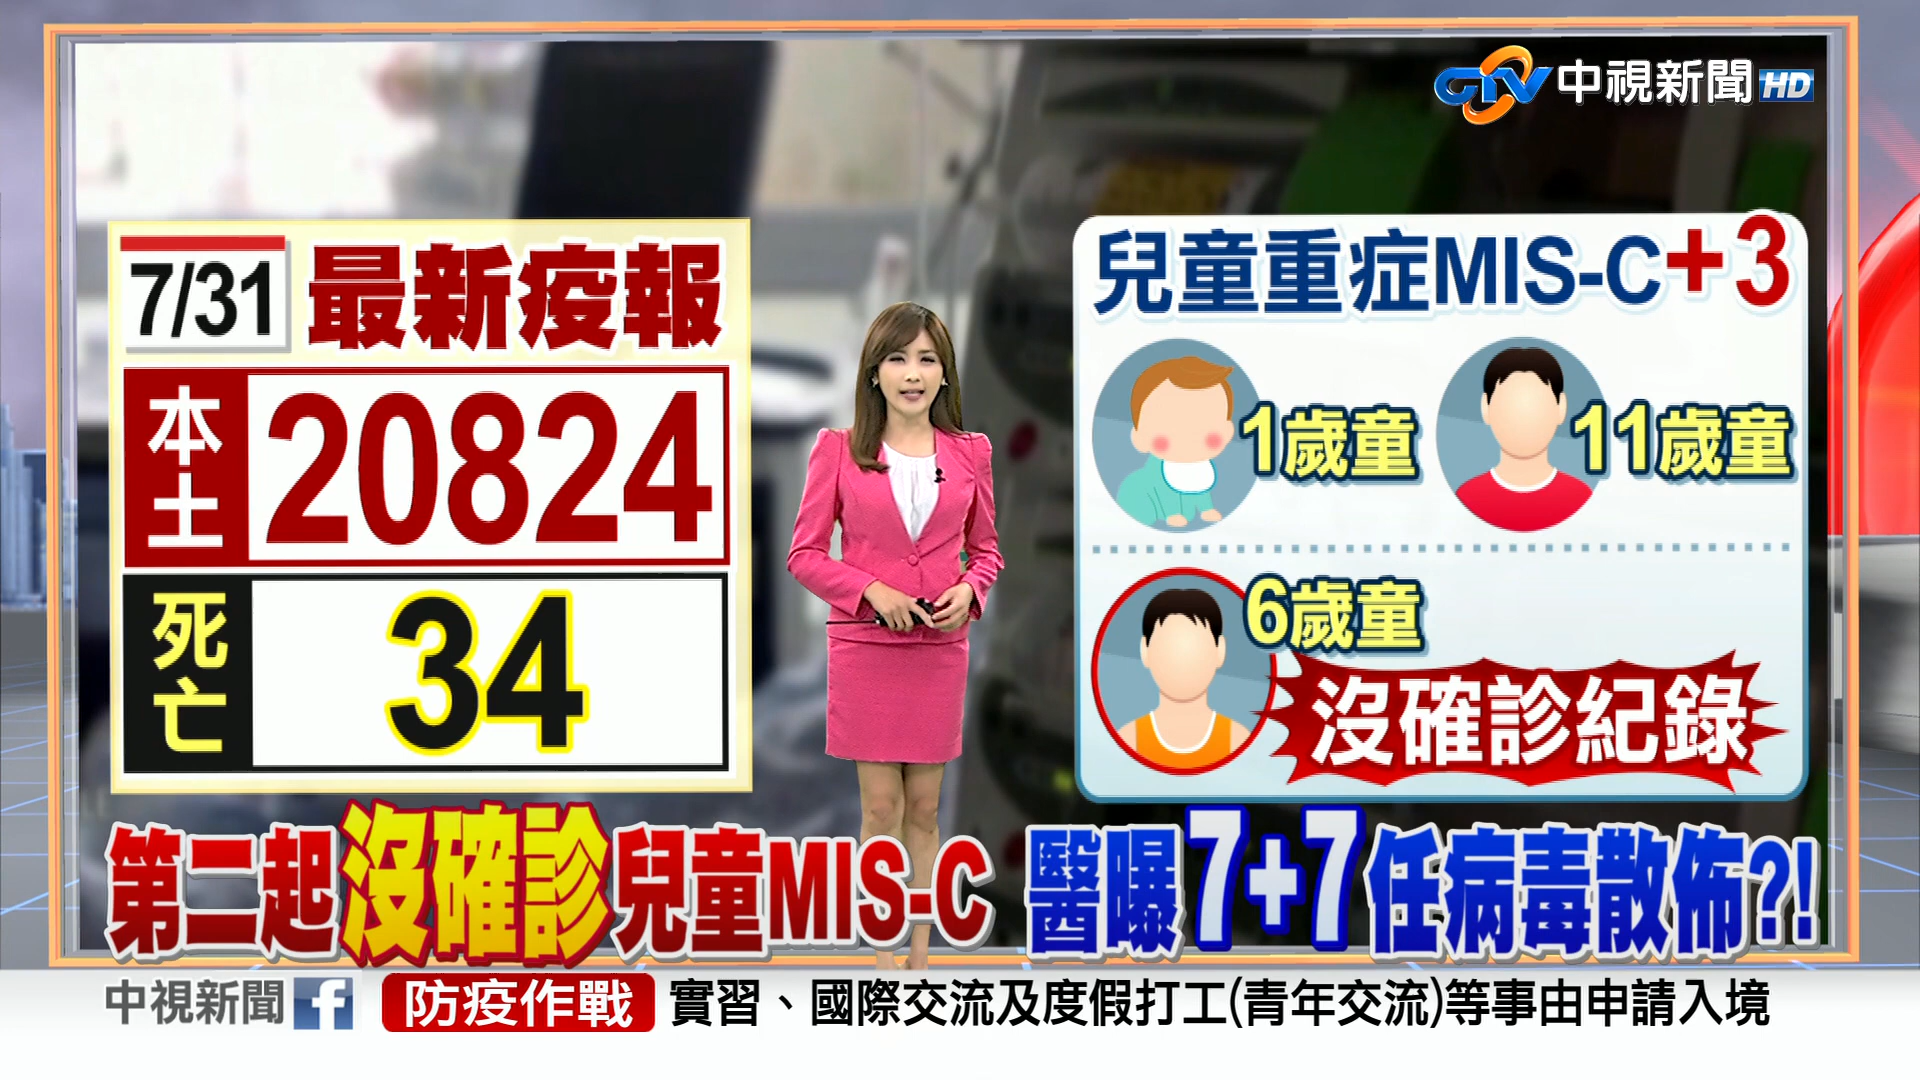 CTV中視新聞HD
7/31 最新疫報
本土 20824
死亡 34
兒童重症MIS-C+3
1歲童 11歲童
6歲童
沒確診紀錄
第二起沒確診兒童MIS-C 醫曝7+7任病毒散佈?!
中視新聞 f 防疫作戰 實習、國際交流及度假打工(青年交流)等事由申請入境